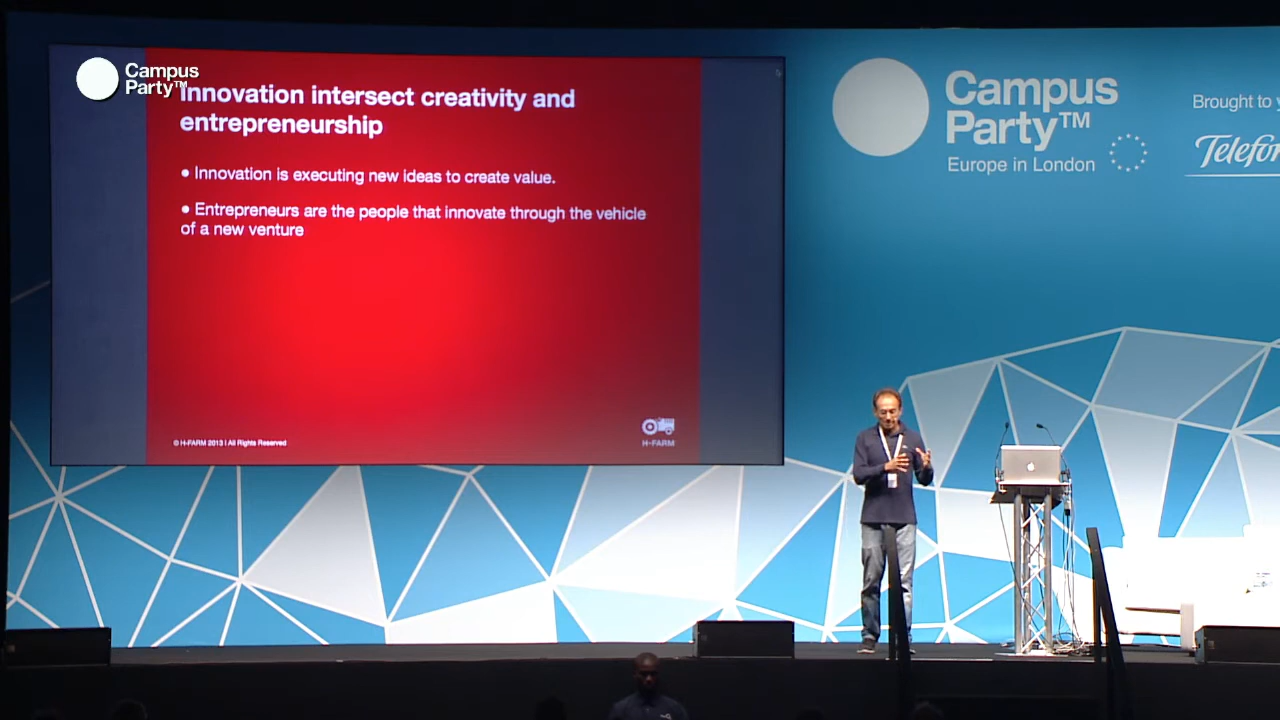 Campus
Party™
Innovation intersect creativity and
entrepreneurship
• Innovation is executing new ideas to create value.
• Entrepreneurs are the people that innovate through the vehicle
of a new venture
© H-FARM 2013 | All Rights Reserved
H-FARM
Campus
Party™
Europe in London
Brought to